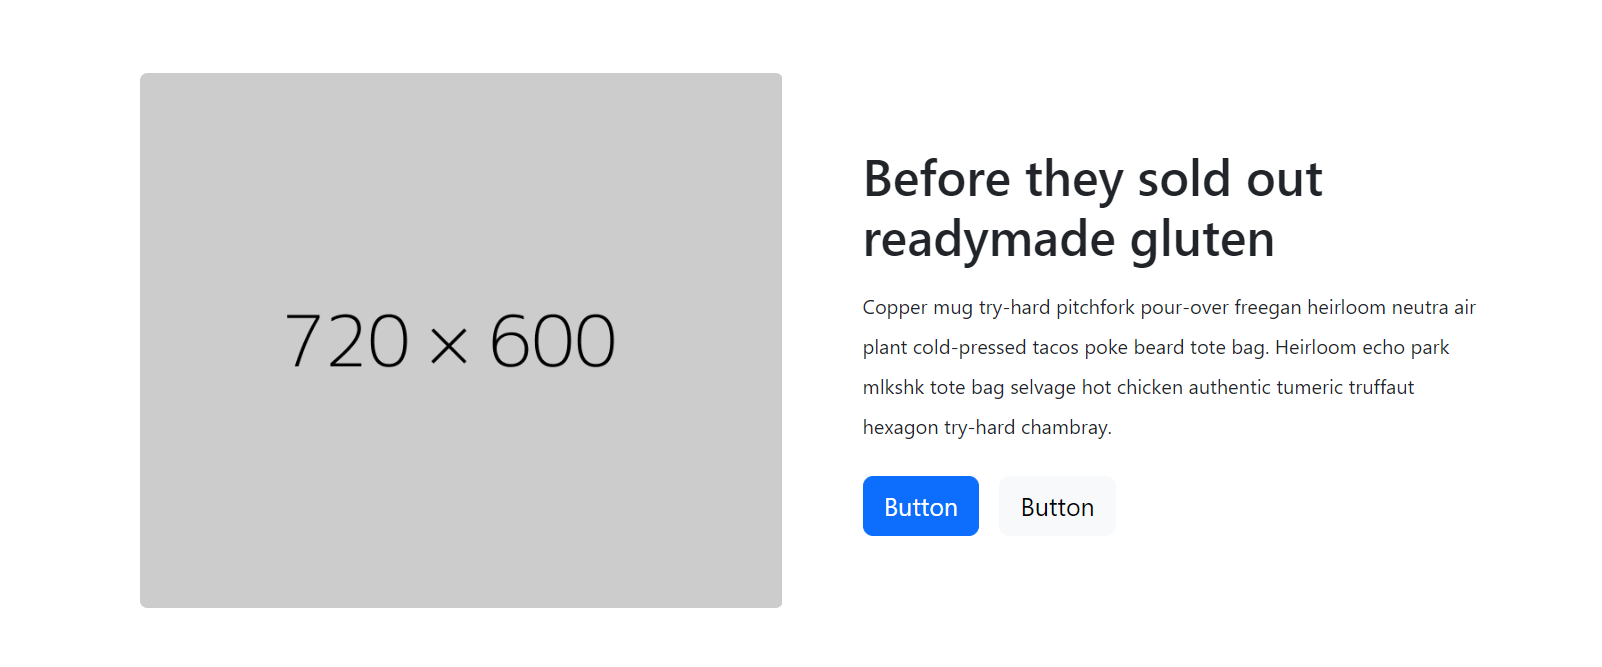 720 × 600
Before they sold out
readymade gluten
Copper mug try-hard pitchfork pour-over freegan heirloom neutra air
plant cold-pressed tacos poke beard tote bag. Heirloom echo park
mlkshk tote bag selvage hot chicken authentic tumeric truffaut
hexagon try-hard chambray.
Button
Button